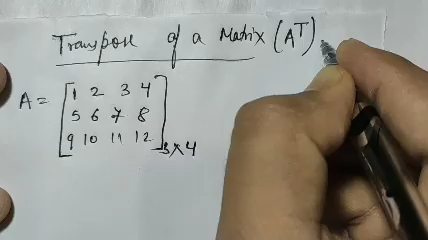 Transpose of a Matrix (Aᵀ)
A = [1 2 3 4
5 6 7 8
9 10 11 12] 3×4